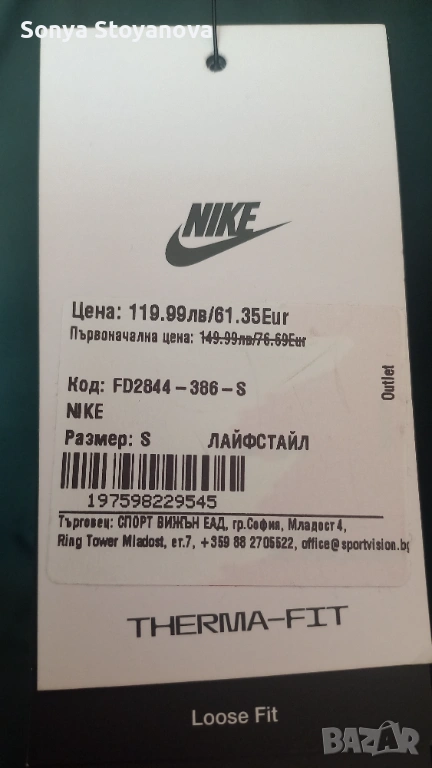 Sonya Stoyanova
NIKE
Цена: 119.99лв/61.35Eur
Първоначална цена: 149.99лв/76.69Eur
Outlet
Код: FD2844-386-S
NIKE
Размер: S ЛАЙФСТАЙЛ
197598229545
Търговец: СПОРТ ВИЖЪН ЕАД, гр.София, Младост 4,
Ring Tower Mladost, ет.7, +359 88 2705522, office@sportvision.bg
THERMA-FIT
Loose Fit
BAZAR